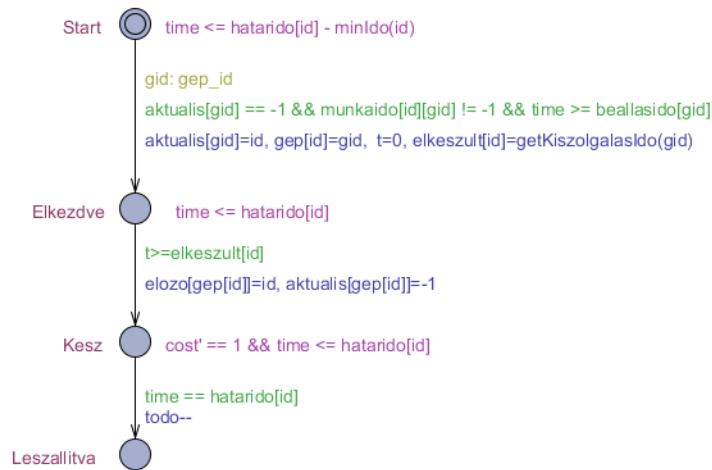 Start time <= hatarido[id] - minIdo(id)
gid: gep_id
aktualis[gid] == -1 && munkaido[id][gid] != -1 && time >= beallasido[gid]
aktualis[gid]=id, gep[id]=gid, t=0, elkeszult[id]=getKiszolgalasIdo(gid)
Elkezdve time <= hatarido[id]
t>=elkeszult[id]
elozo[gep[id]]=id, aktualis[gep[id]]=-1
Kesz cost' == 1 && time <= hatarido[id]
time == hatarido[id]
todo--
Leszallitva